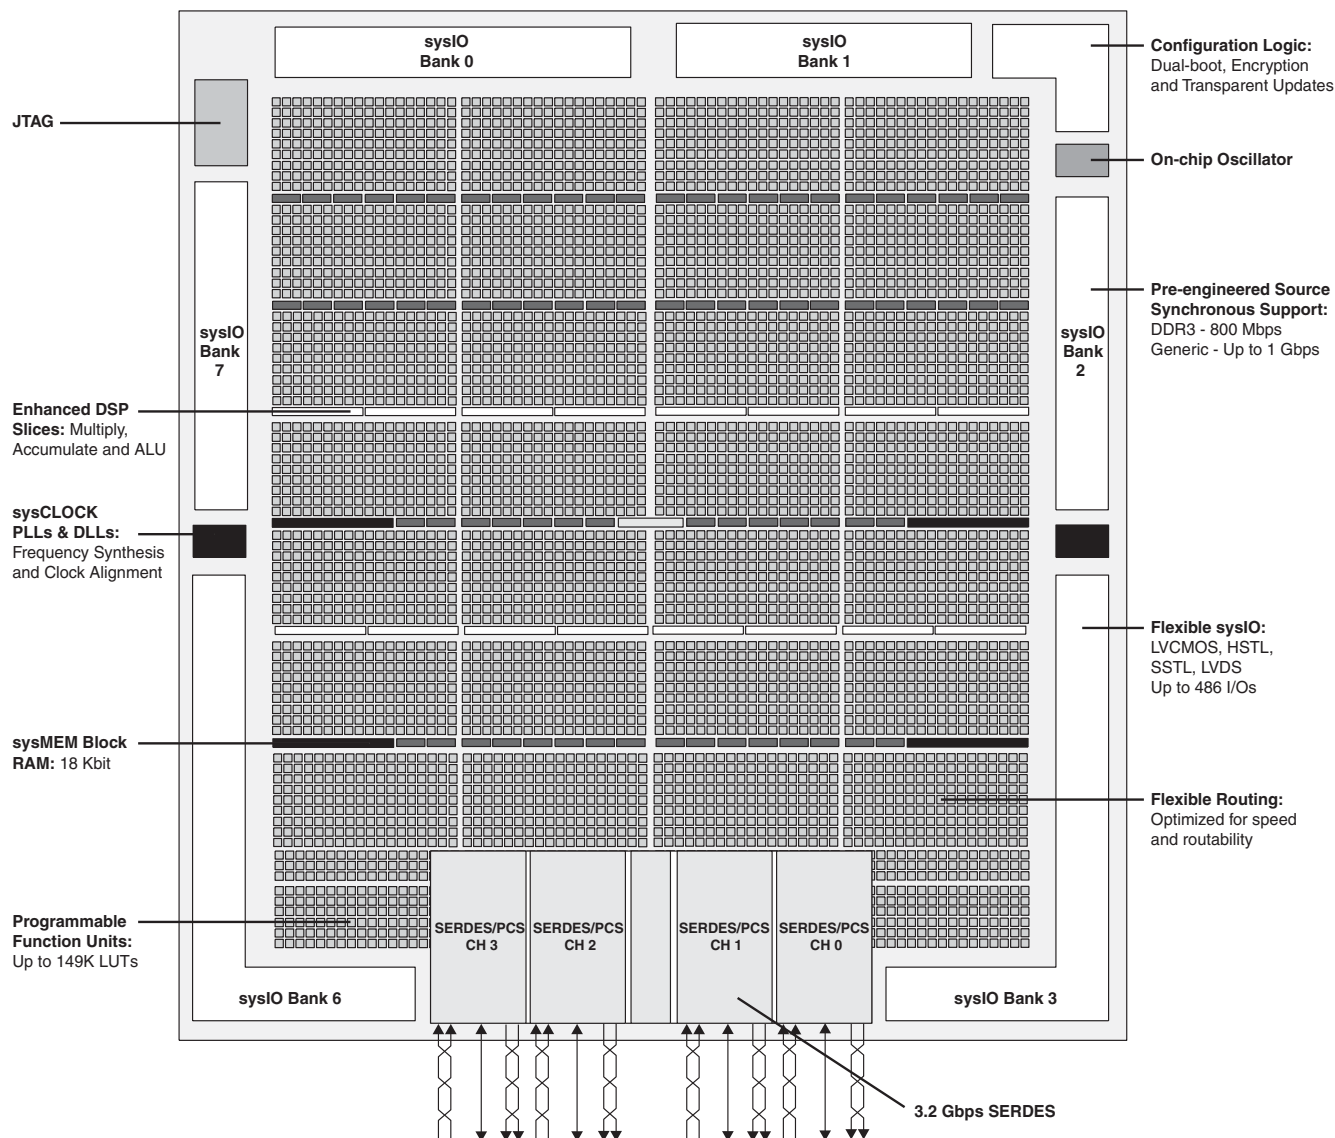 sysIO
Bank 0
sysIO
Bank 1
Configuration Logic:
Dual-boot, Encryption
and Transparent Updates
JTAG
On-chip Oscillator
sysIO
Bank
7
sysIO
Bank
2
Pre-engineered Source
Synchronous Support:
DDR3 - 800 Mbps
Generic - Up to 1 Gbps
Enhanced DSP
Slices: Multiply,
Accumulate and ALU
sysCLOCK
PLLs & DLLs:
Frequency Synthesis
and Clock Alignment
Flexible sysIO:
LVCMOS, HSTL,
SSTL, LVDS
Up to 486 I/Os
sysMEM Block
RAM: 18 Kbit
Flexible Routing:
Optimized for speed
and routability
Programmable
Function Units:
Up to 149K LUTs
SERDES/PCS
CH 3
SERDES/PCS
CH 2
SERDES/PCS
CH 1
SERDES/PCS
CH 0
sysIO Bank 6
sysIO Bank 3
3.2 Gbps SERDES